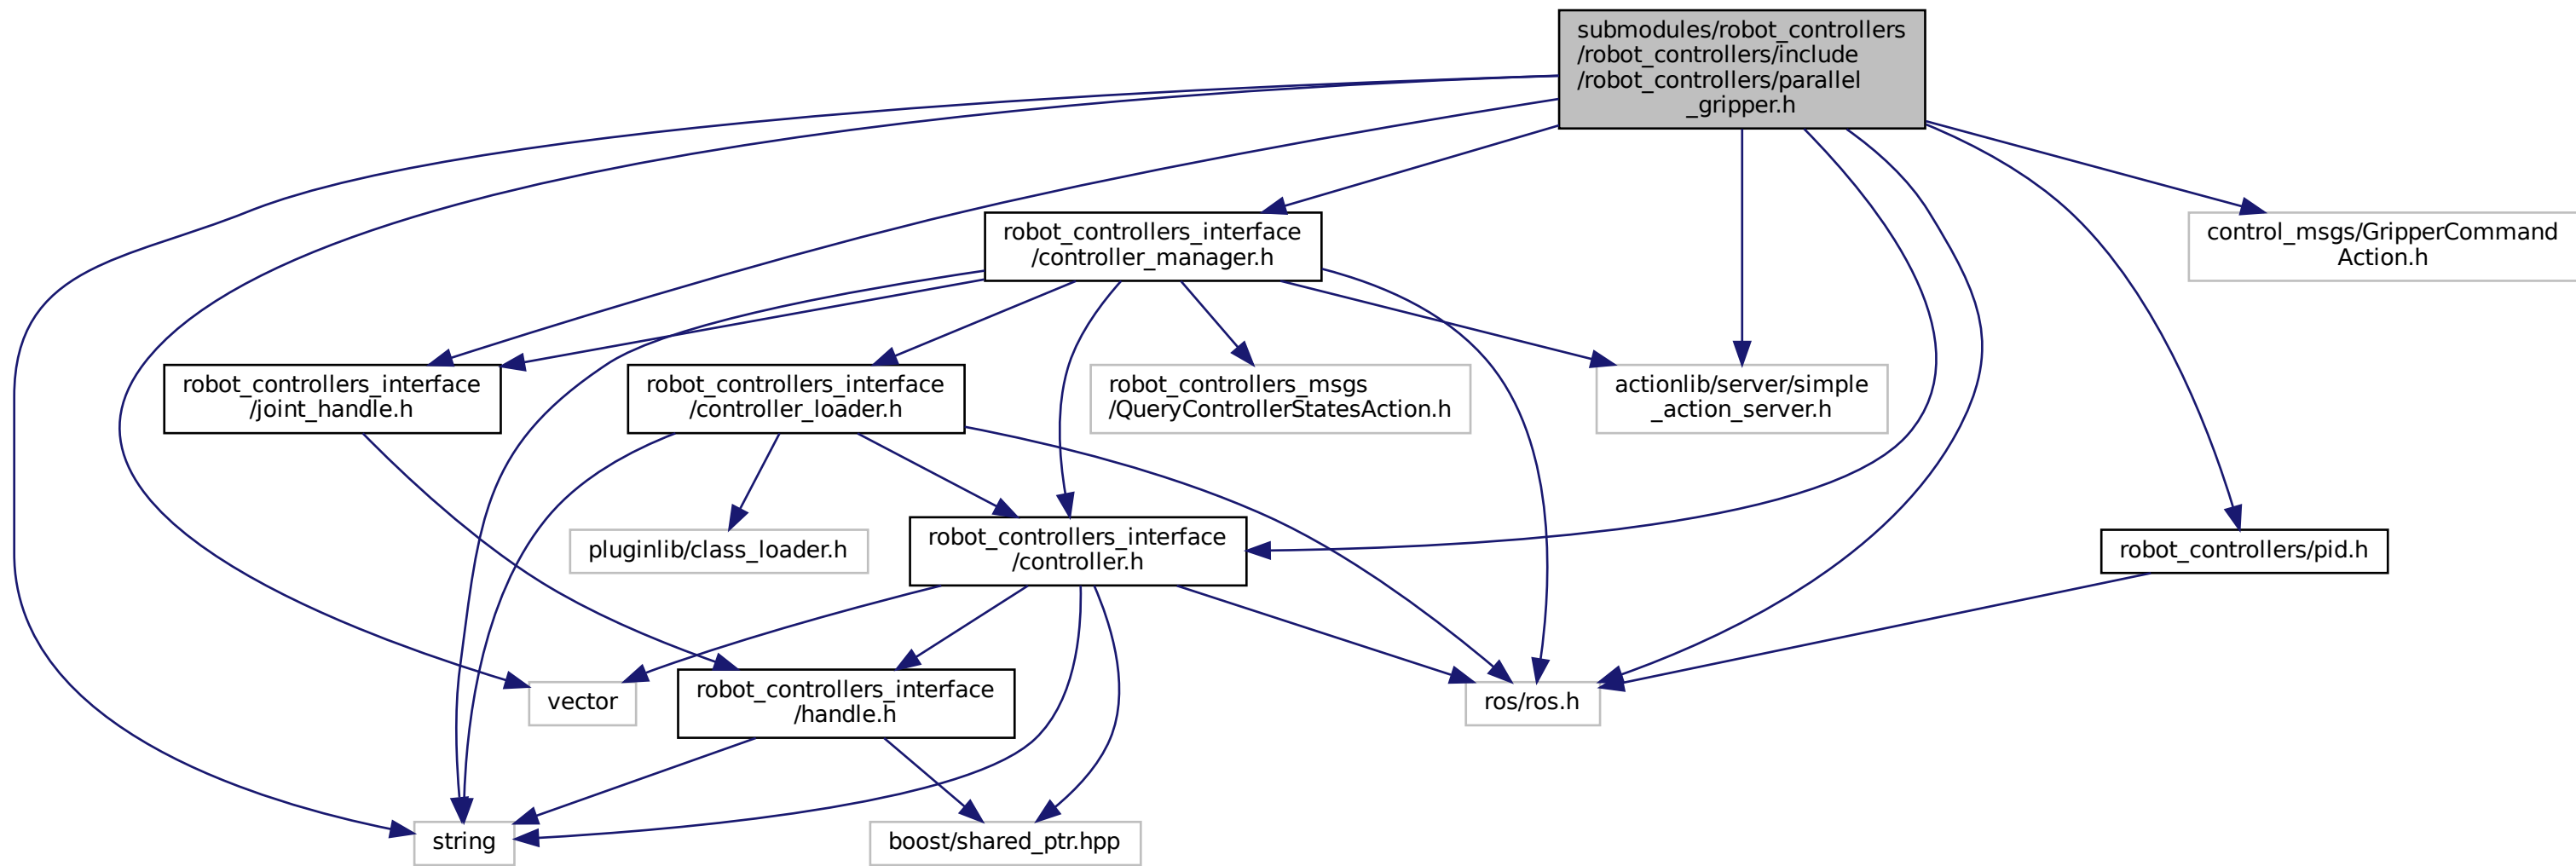 submodules/robot_controllers
/robot_controllers/include
/robot_controllers/parallel
_gripper.h
robot_controllers_interface
/controller_manager.h
control_msgs/GripperCommand
Action.h
robot_controllers_interface
/joint_handle.h
robot_controllers_interface
/controller_loader.h
robot_controllers_msgs
/QueryControllerStatesAction.h
actionlib/server/simple
_action_server.h
pluginlib/class_loader.h
robot_controllers_interface
/controller.h
robot_controllers/pid.h
vector
robot_controllers_interface
/handle.h
ros/ros.h
string
boost/shared_ptr.hpp